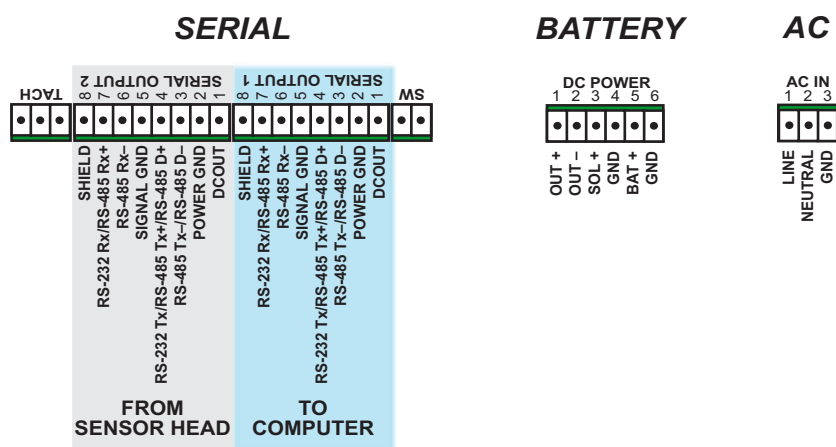 SERIAL
BATTERY
AC
TACH
SERIAL OUTPUT 2
SERIAL OUTPUT 1
SW
8 7 6 5 4 3 2 1
8 7 6 5 4 3 2 1
SHIELD
RS-232 Rx/RS-485 Rx+
RS-485 Rx–
SIGNAL GND
RS-232 Tx/RS-485 Tx+/RS-485 D+
RS-485 Tx–/RS-485 D–
POWER GND
DCOUT
SHIELD
RS-232 Rx/RS-485 Rx+
RS-485 Rx–
SIGNAL GND
RS-232 Tx/RS-485 Tx+/RS-485 D+
RS-485 Tx–/RS-485 D–
POWER GND
DCOUT
FROM
SENSOR HEAD
TO
COMPUTER
DC POWER
1 2 3 4 5 6
OUT +
OUT –
SOL +
GND
BAT +
GND
AC IN
1 2 3
LINE
NEUTRAL
GND